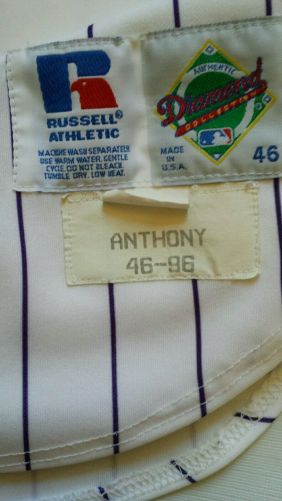 RUSSELL®
ATHLETIC
MACHINE WASH SEPARATELY
USE WARM WATER, GENTLE
CYCLE. DO NOT BLEACH.
TUMBLE DRY. LOW HEAT.
AUTHENTIC
Diamond
COLLECTION
MADE
IN
U.S.A.
46
ANTHONY
46-96